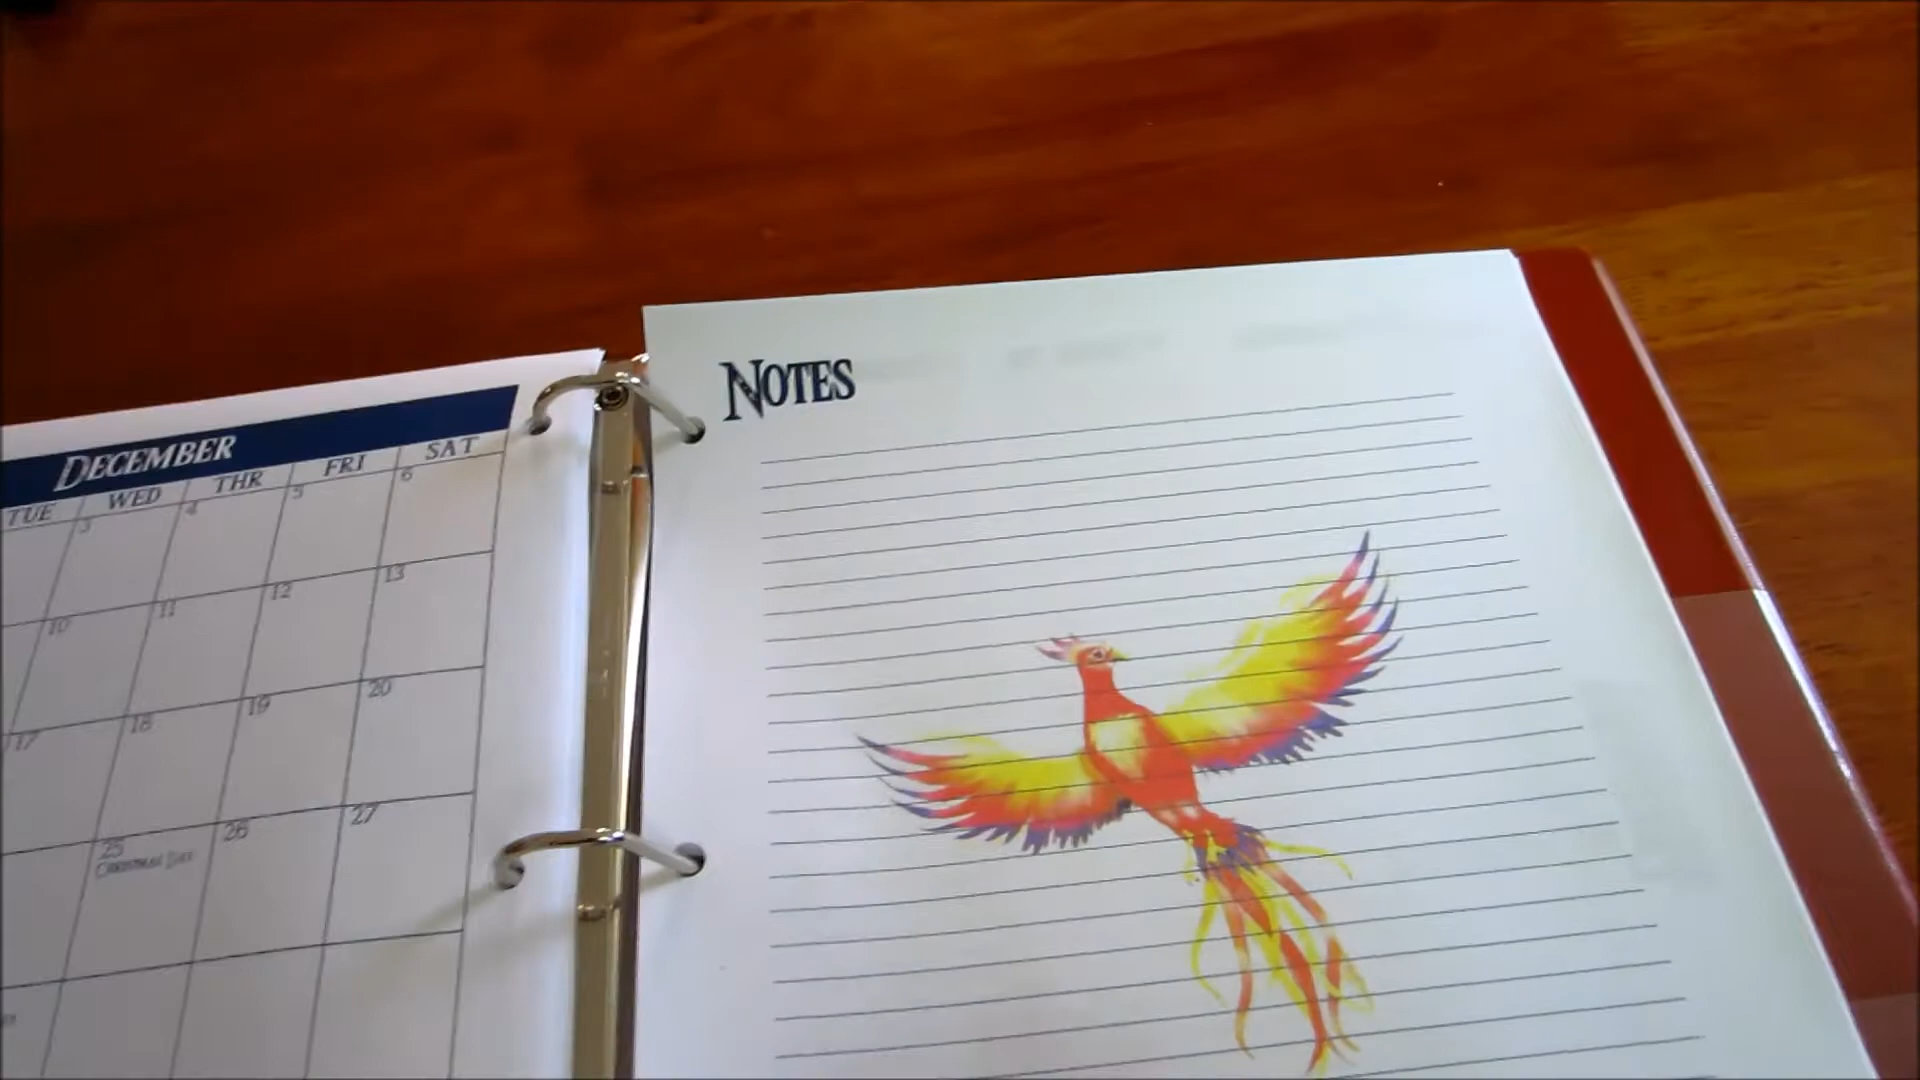 DECEMBER
TUE WED THR FRI SAT
3 4 5 6
10 11 12 13
17 18 19 20
25 26 27
CHRISTMAS DAY
NOTES